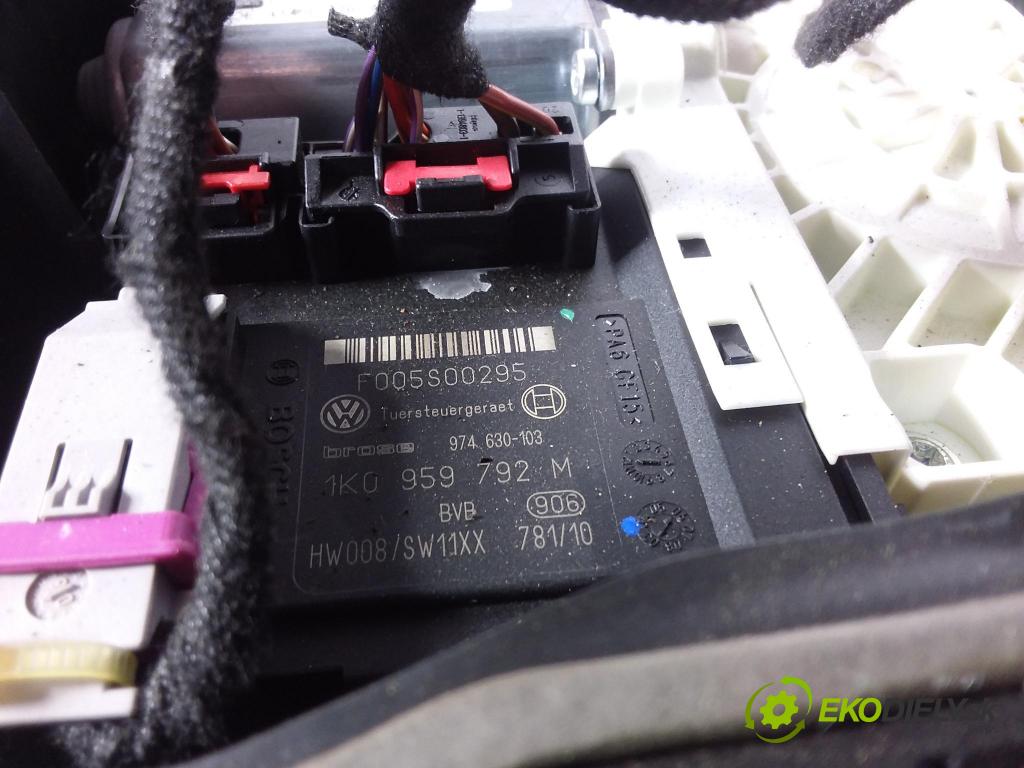 F005S00295
Tuersteuergeraet
brose 974 630-103
1K0 959 792 M
BVB 906
HW008/SW11XX 781/10
BOSCH
EKODIELY